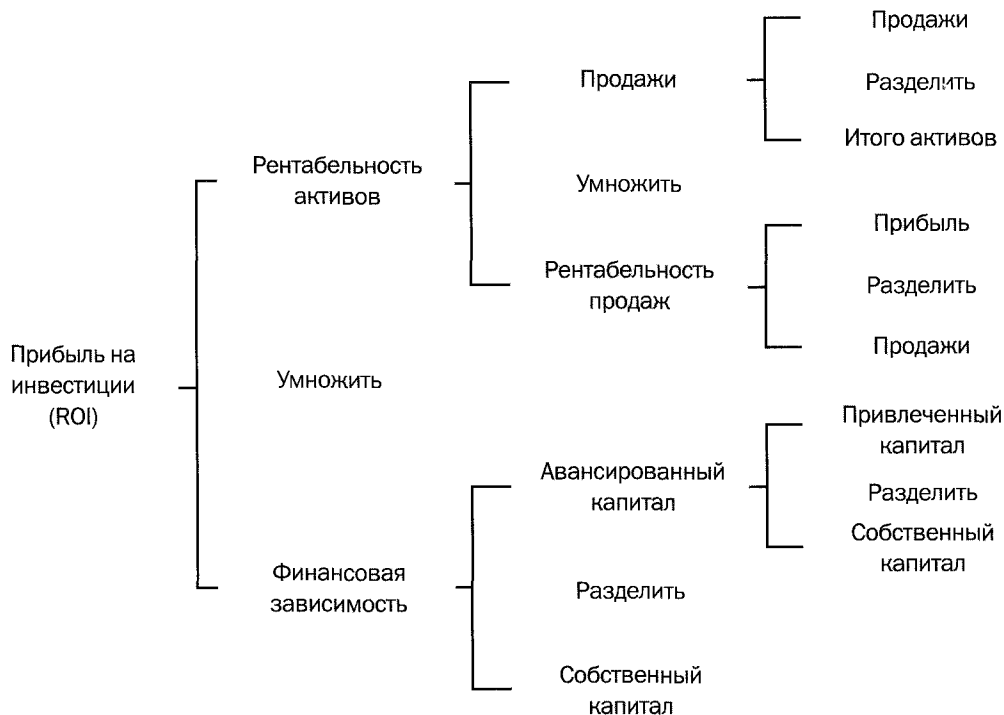 Прибыль на
инвестиции
(ROI)
Рентабельность
активов
Умножить
Финансовая
зависимость
Продажи
Умножить
Рентабельность
продаж
Авансированный
капитал
Разделить
Собственный
капитал
Продажи
Разделить
Итого активов
Прибыль
Разделить
Продажи
Привлеченный
капитал
Разделить
Собственный
капитал